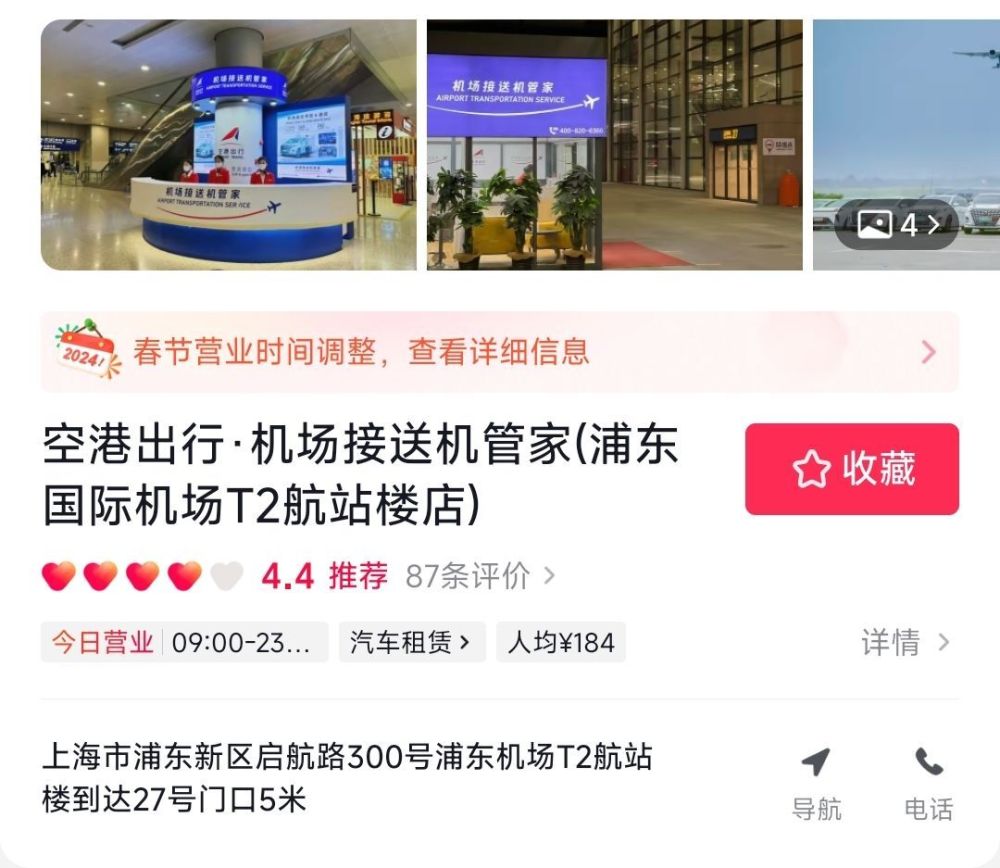 机场接送机管家
AIRPORT TRANSPORTATION SERVICE
空港出行
机场接送机管家
AIRPORT TRANSPORTATION SERVICE
机场接送机管家
AIRPORT TRANSPORTATION SERVICE
400-820-6360
4
2024!
春节营业时间调整，查看详细信息
空港出行·机场接送机管家(浦东
国际机场T2航站楼店)
收藏
4.4 推荐 87条评价
今日营业 09:00-23... 汽车租赁 人均¥184 详情
上海市浦东新区启航路300号浦东机场T2航站
楼到达27号门口5米
导航 电话